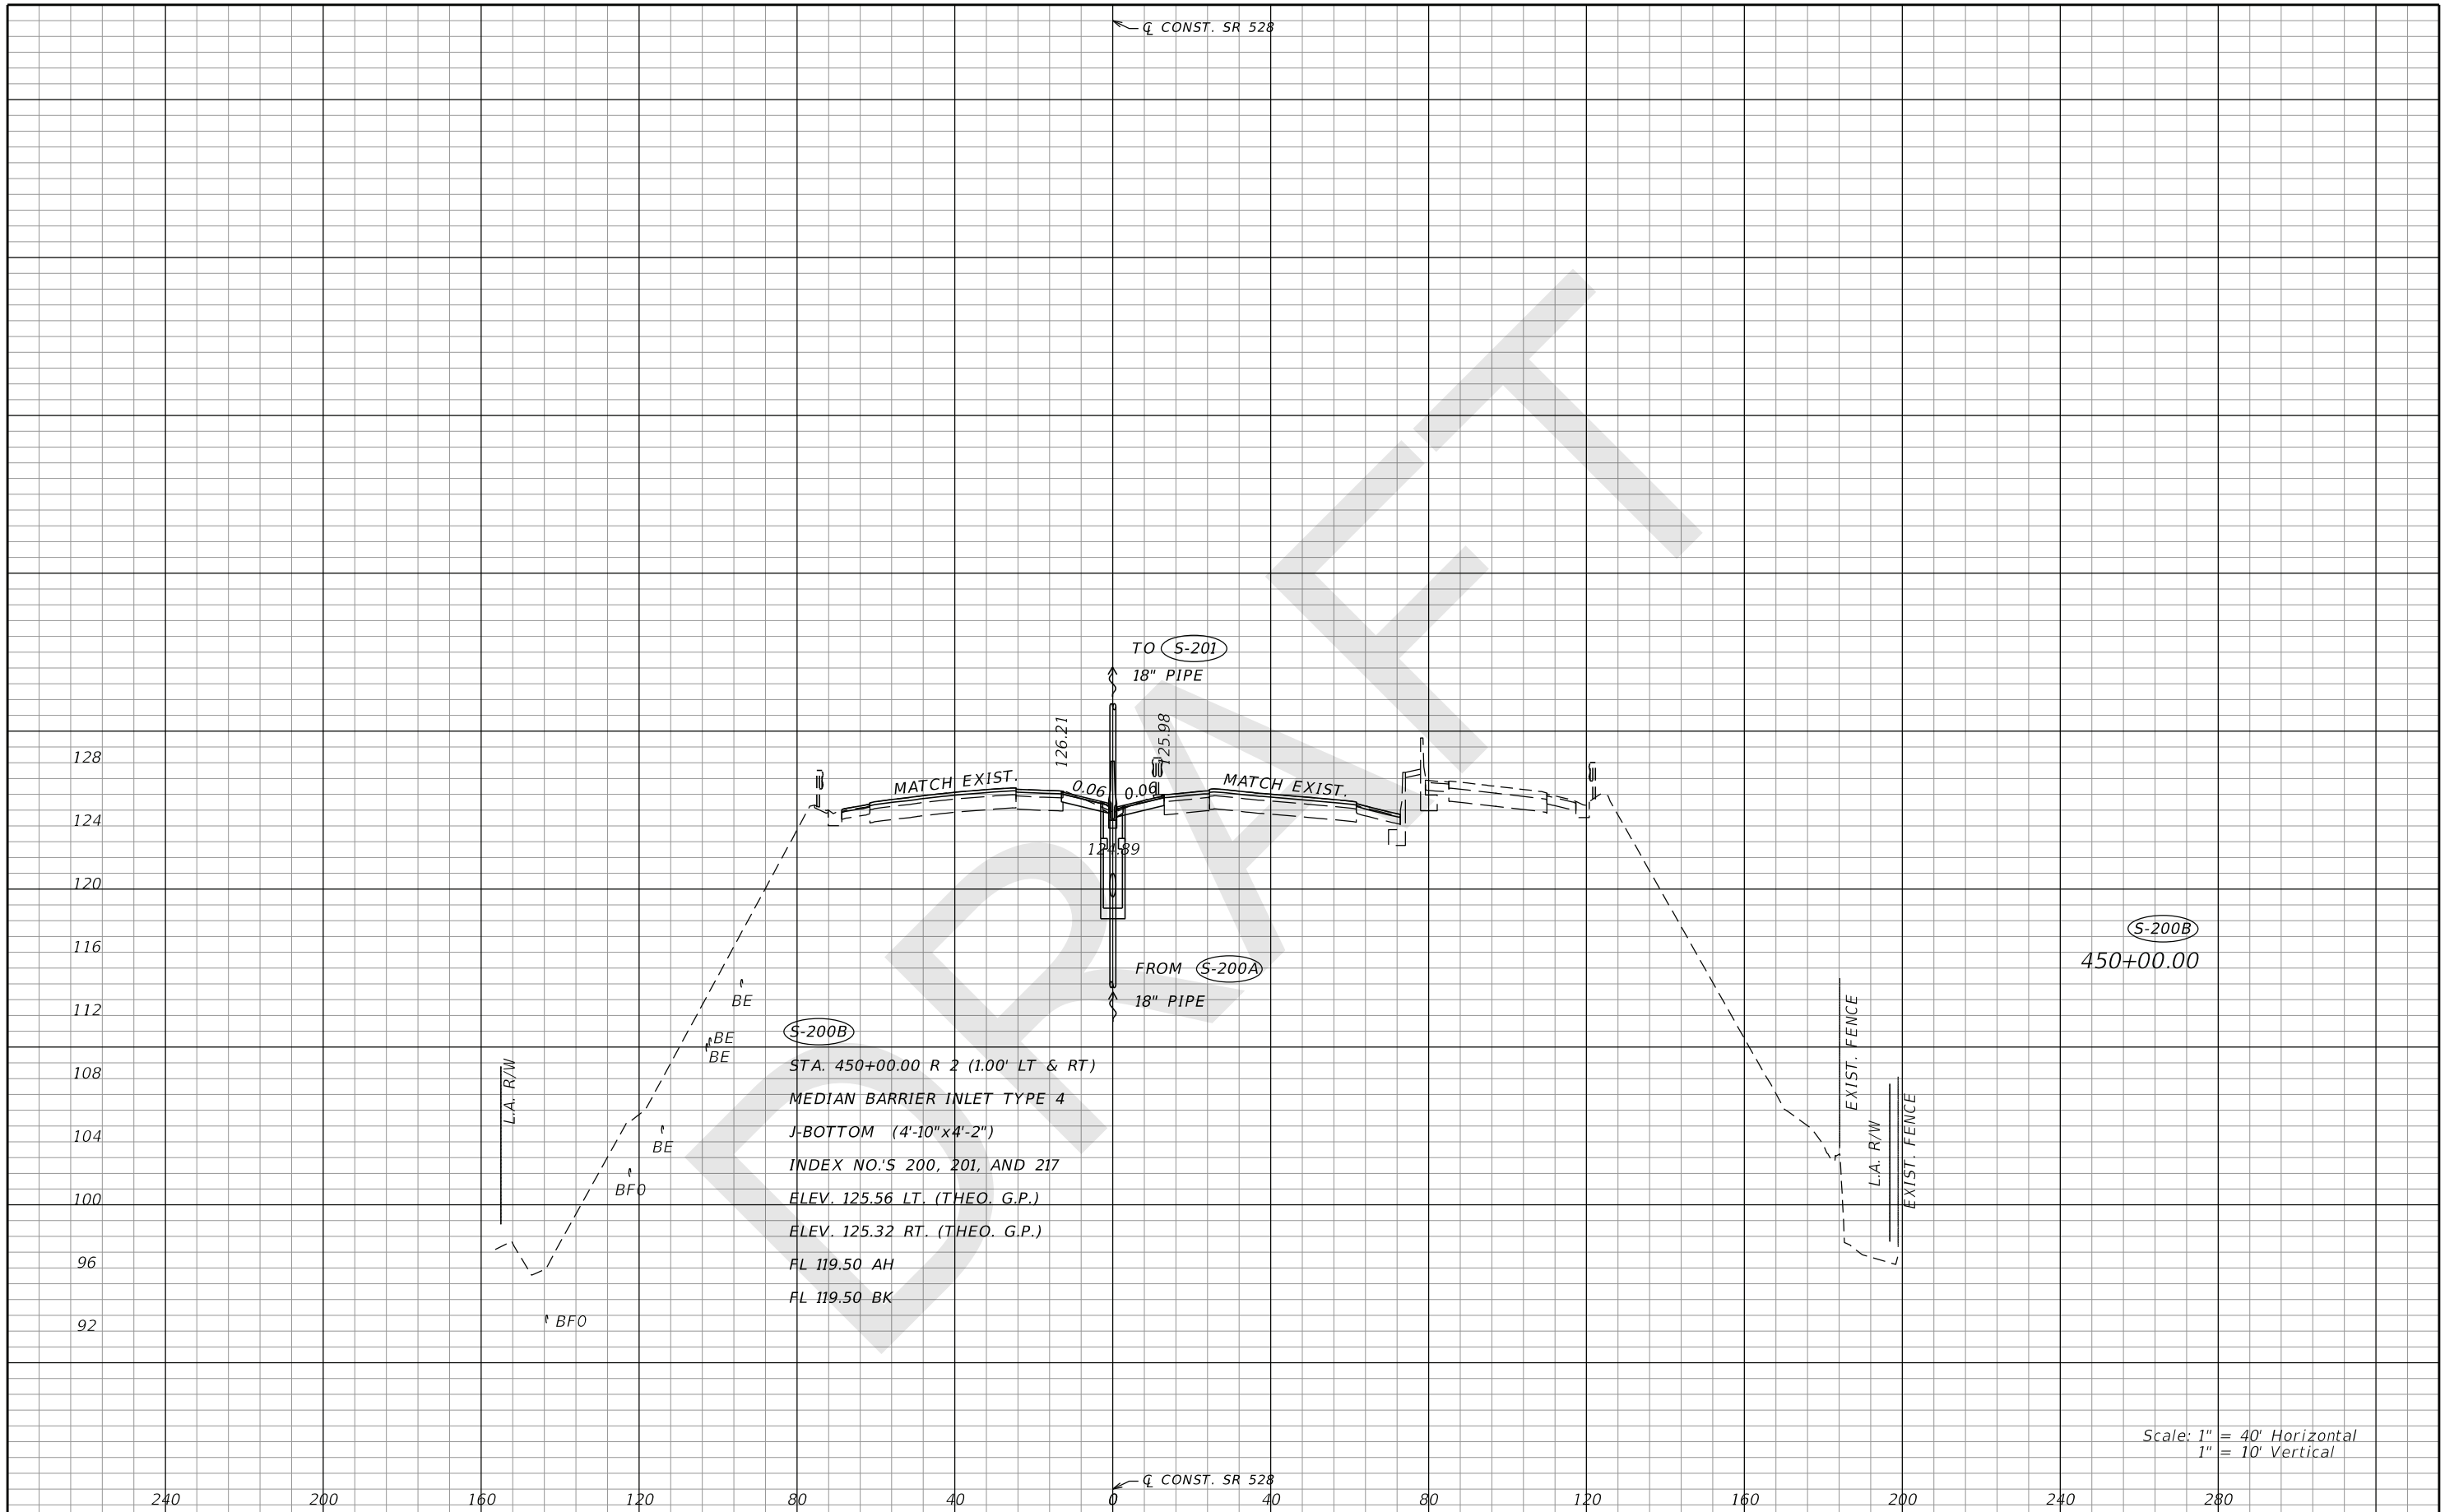 ℄ CONST. SR 528
TO S-201
18" PIPE
126.21
125.98
MATCH EXIST.
0.06
0.06
MATCH EXIST.
124.89
128
124
120
116
112
108
104
100
96
92
FROM S-200A
18" PIPE
S-200B
450+00.00
BE
BE
BE
BE
BFO
BFO
L.A. R/W
S-200B
STA. 450+00.00 R 2 (1.00' LT & RT)
MEDIAN BARRIER INLET TYPE 4
J-BOTTOM (4'-10"x4'-2")
INDEX NO.'S 200, 201, AND 217
ELEV. 125.56 LT. (THEO. G.P.)
ELEV. 125.32 RT. (THEO. G.P.)
FL 119.50 AH
FL 119.50 BK
EXIST. FENCE
L.A. R/W
EXIST. FENCE
DRAFT
Scale: 1" = 40' Horizontal
1" = 10' Vertical
℄ CONST. SR 528
240 200 160 120 80 40 0 40 80 120 160 200 240 280